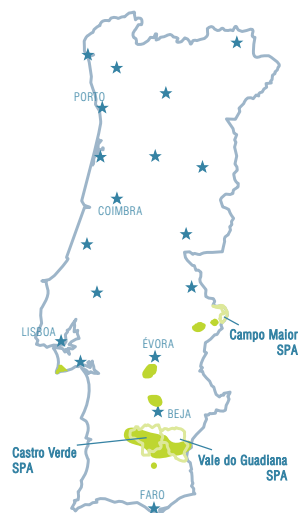 PORTO
COIMBRA
LISBOA
Campo Maior
SPA
ÉVORA
BEJA
Castro Verde
SPA
Vale do Guadiana
SPA
FARO